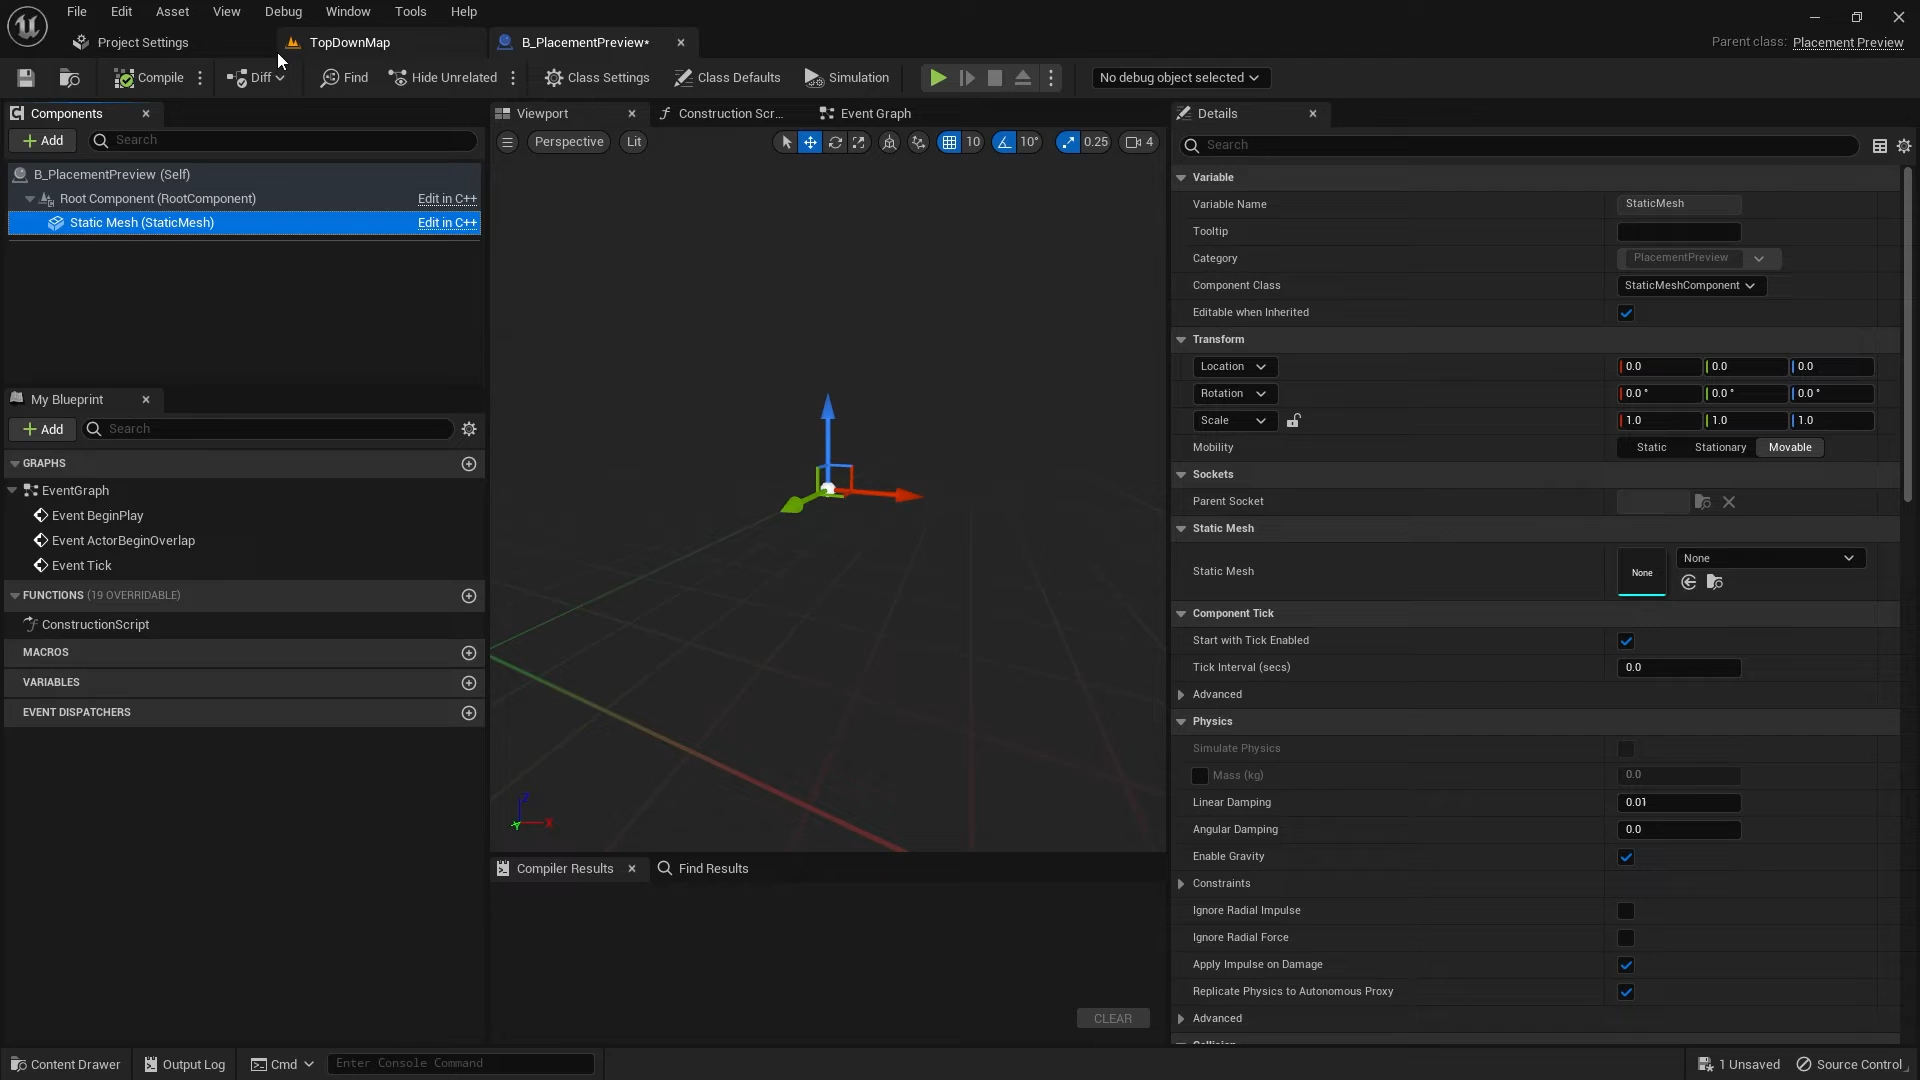 File Edit Asset View Debug Window Tools Help
Project Settings TopDownMap B_PlacementPreview* Parent class: Placement Preview
Compile Diff Find Hide Unrelated Class Settings Class Defaults Simulation No debug object selected
Components
Add Search
B_PlacementPreview (Self)
Root Component (RootComponent) Edit in C++
Static Mesh (StaticMesh) Edit in C++
My Blueprint
Add Search
GRAPHS
EventGraph
Event BeginPlay
Event ActorBeginOverlap
Event Tick
FUNCTIONS (19 OVERRIDABLE)
ConstructionScript
MACROS
VARIABLES
EVENT DISPATCHERS
Viewport Construction Scr... Event Graph
Perspective Lit 10 10° 0.25 4
Z
X
Y
Compiler Results Find Results
CLEAR
Details
Search
Variable
Variable Name StaticMesh
Tooltip
Category PlacementPreview
Component Class StaticMeshComponent
Editable when Inherited
Transform
Location 0.0 0.0 0.0
Rotation 0.0 ° 0.0 ° 0.0 °
Scale 1.0 1.0 1.0
Mobility Static Stationary Movable
Sockets
Parent Socket
Static Mesh
Static Mesh None None
Component Tick
Start with Tick Enabled
Tick Interval (secs) 0.0
Advanced
Physics
Simulate Physics
Mass (kg) 0.0
Linear Damping 0.01
Angular Damping 0.0
Enable Gravity
Constraints
Ignore Radial Impulse
Ignore Radial Force
Apply Impulse on Damage
Replicate Physics to Autonomous Proxy
Advanced
Collision
Content Drawer Output Log Cmd Enter Console Command 1 Unsaved Source Control